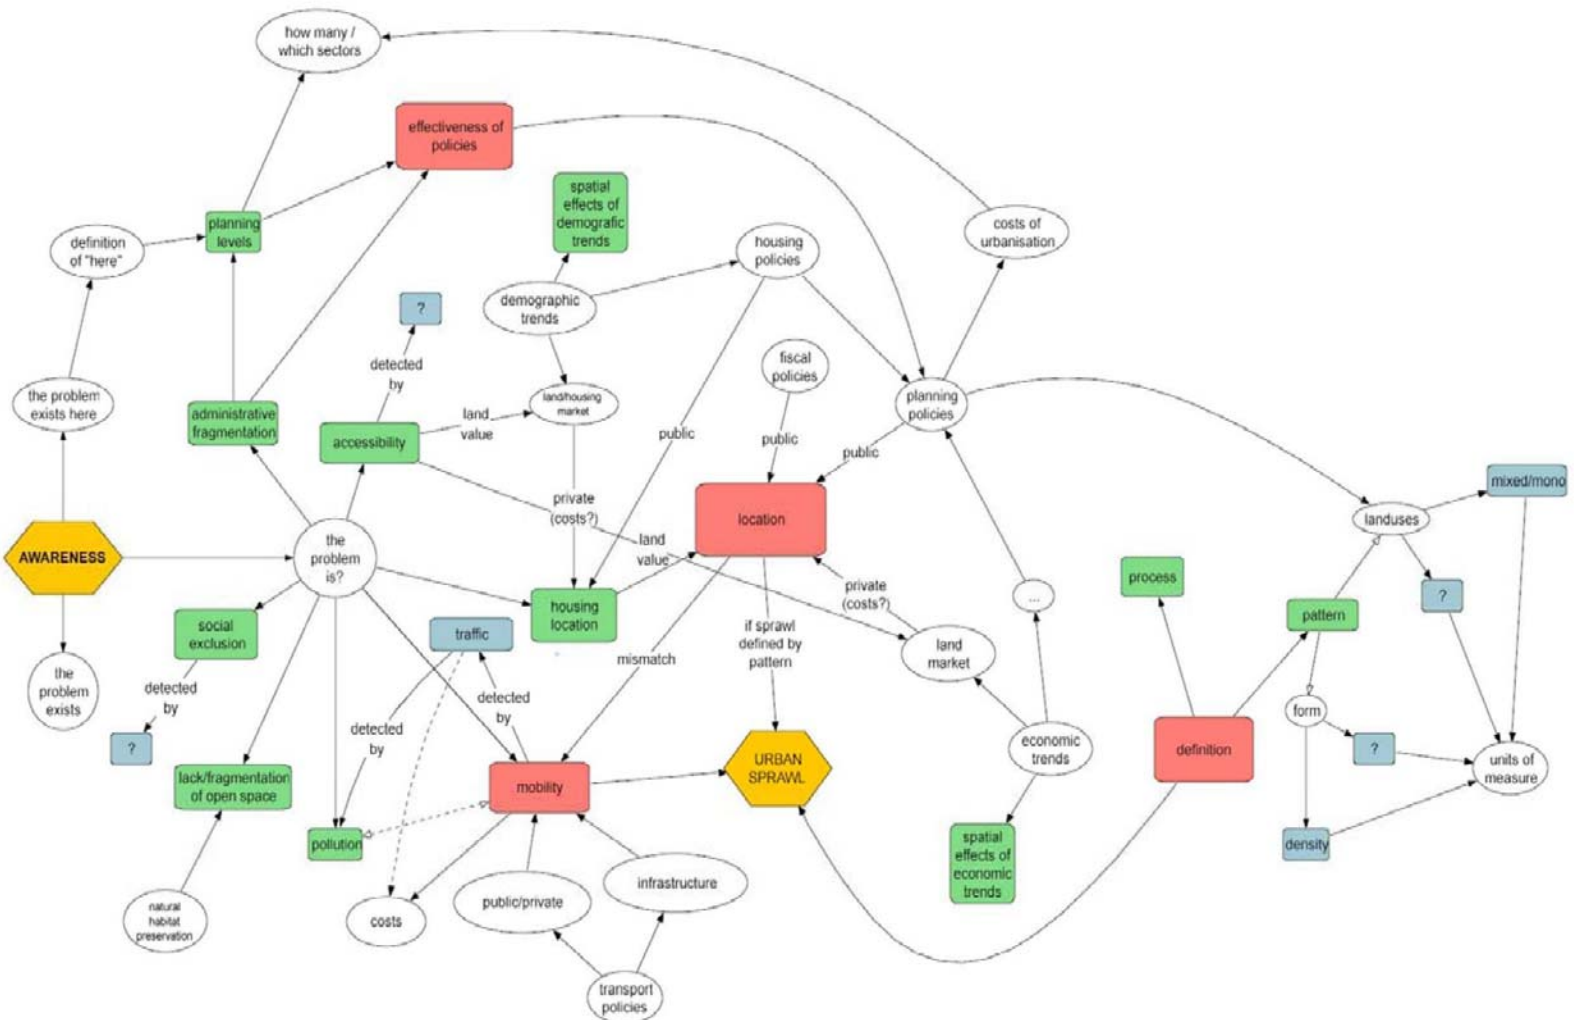 how many /
which sectors
effectiveness of
policies
spatial
effects of
demografic
trends
planning
levels
definition
of "here"
housing
policies
costs of
urbanisation
?
demographic
trends
detected
by
fiscal
policies
the problem
exists here
administrative
fragmentation
accessibility
land
value
land/housing
market
public
public
planning
policies
public
mixed/mono
landuses
private
(costs?)
location
AWARENESS
the
problem
is?
land
value
private
(costs?)
process
...
?
pattern
social
exclusion
traffic
housing
location
if sprawl
defined by
pattern
land
market
mismatch
the
problem
exists
detected
by
detected
by
detected
by
form
?
?
units of
measure
economic
trends
definition
lack/fragmentation
of open space
mobility
URBAN
SPRAWL
pollution
density
spatial
effects of
economic
trends
natural
habitat
preservation
costs
public/private
infrastructure
transport
policies